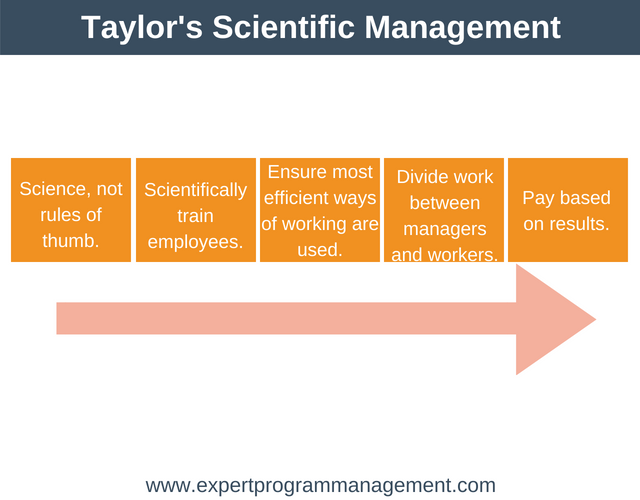 Taylor's Scientific Management
Science, not
rules of
thumb.
Scientifically
train
employees.
Ensure most
efficient ways
of working are
used.
Divide work
between
managers
and workers.
Pay based
on results.
www.expertprogrammanagement.com